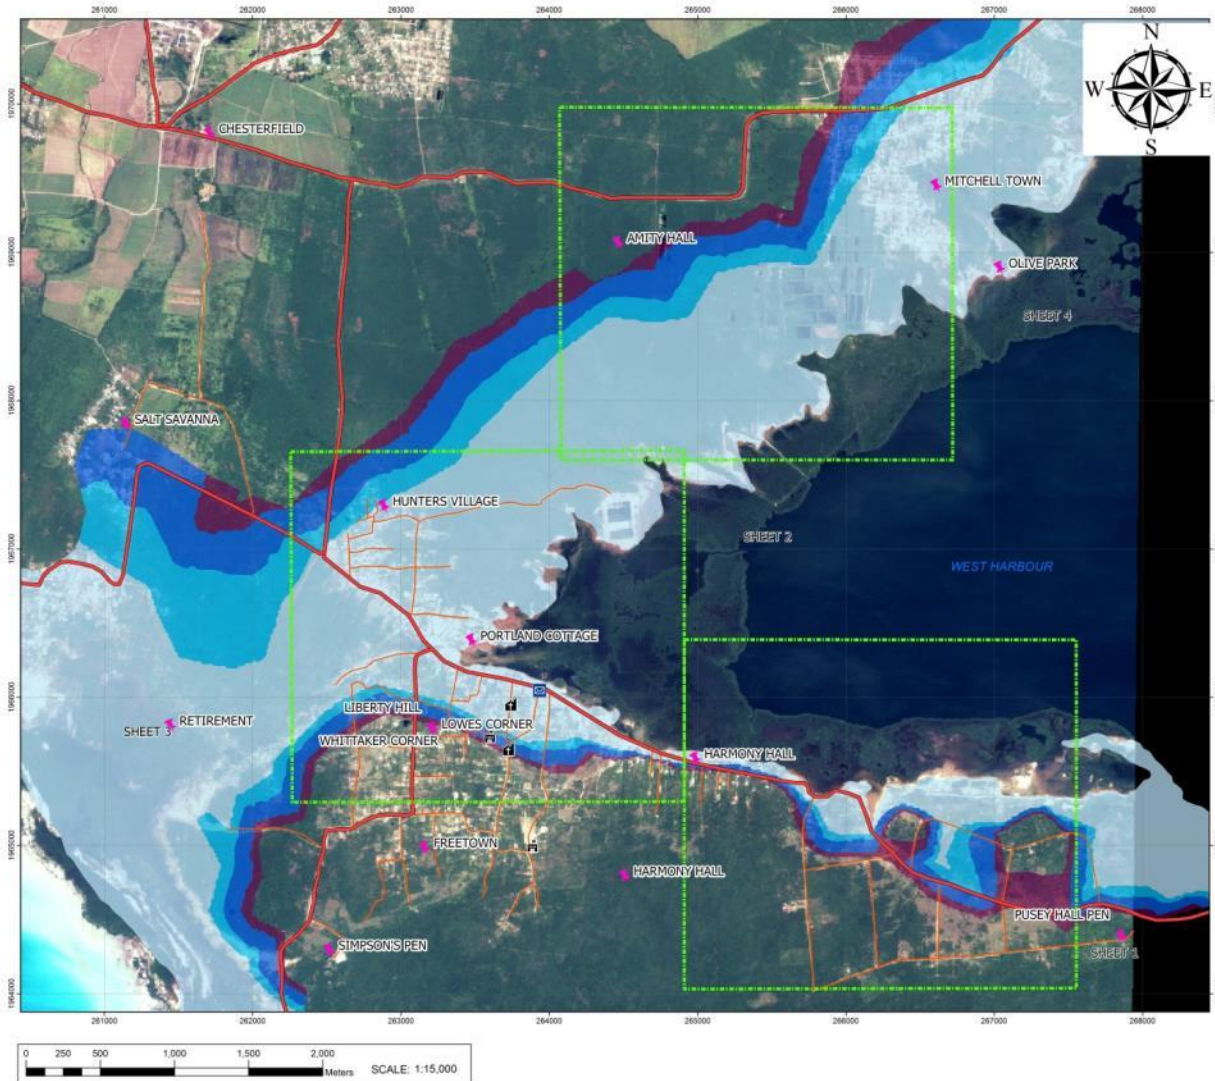 261000 262000 263000 264000 265000 266000 267000 268000
N
W E
S
1970000
CHESTERFIELD
MITCHELL TOWN
AMITY HALL
1969000
OLIVE PARK
SHEET 4
1968000
SALT SAVANNA
HUNTERS VILLAGE
SHEET 2
1967000
WEST HARBOUR
PORTLAND COTTAGE
1966000
LIBERTY HILL
RETIREMENT
LOWES CORNER
SHEET 3
WHITTAKER CORNER
HARMONY HALL
1965000
FREETOWN
HARMONY HALL
PUSEY HALL PEN
SIMPSON'S PEN
SHEET 1
1964000
261000 262000 263000 264000 265000 266000 267000 268000
0 250 500 1,000 1,500 2,000
Meters
SCALE: 1:15,000